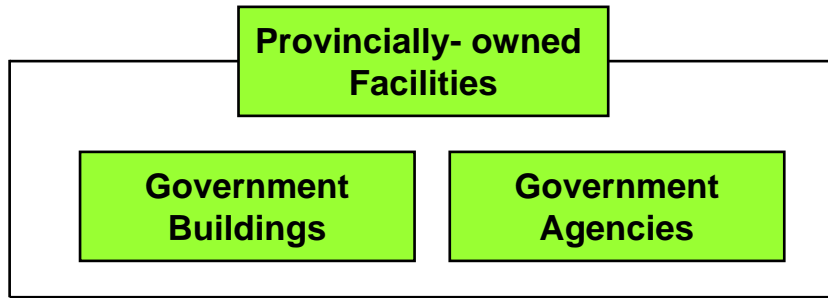 Provincially- owned
Facilities
Government
Buildings
Government
Agencies